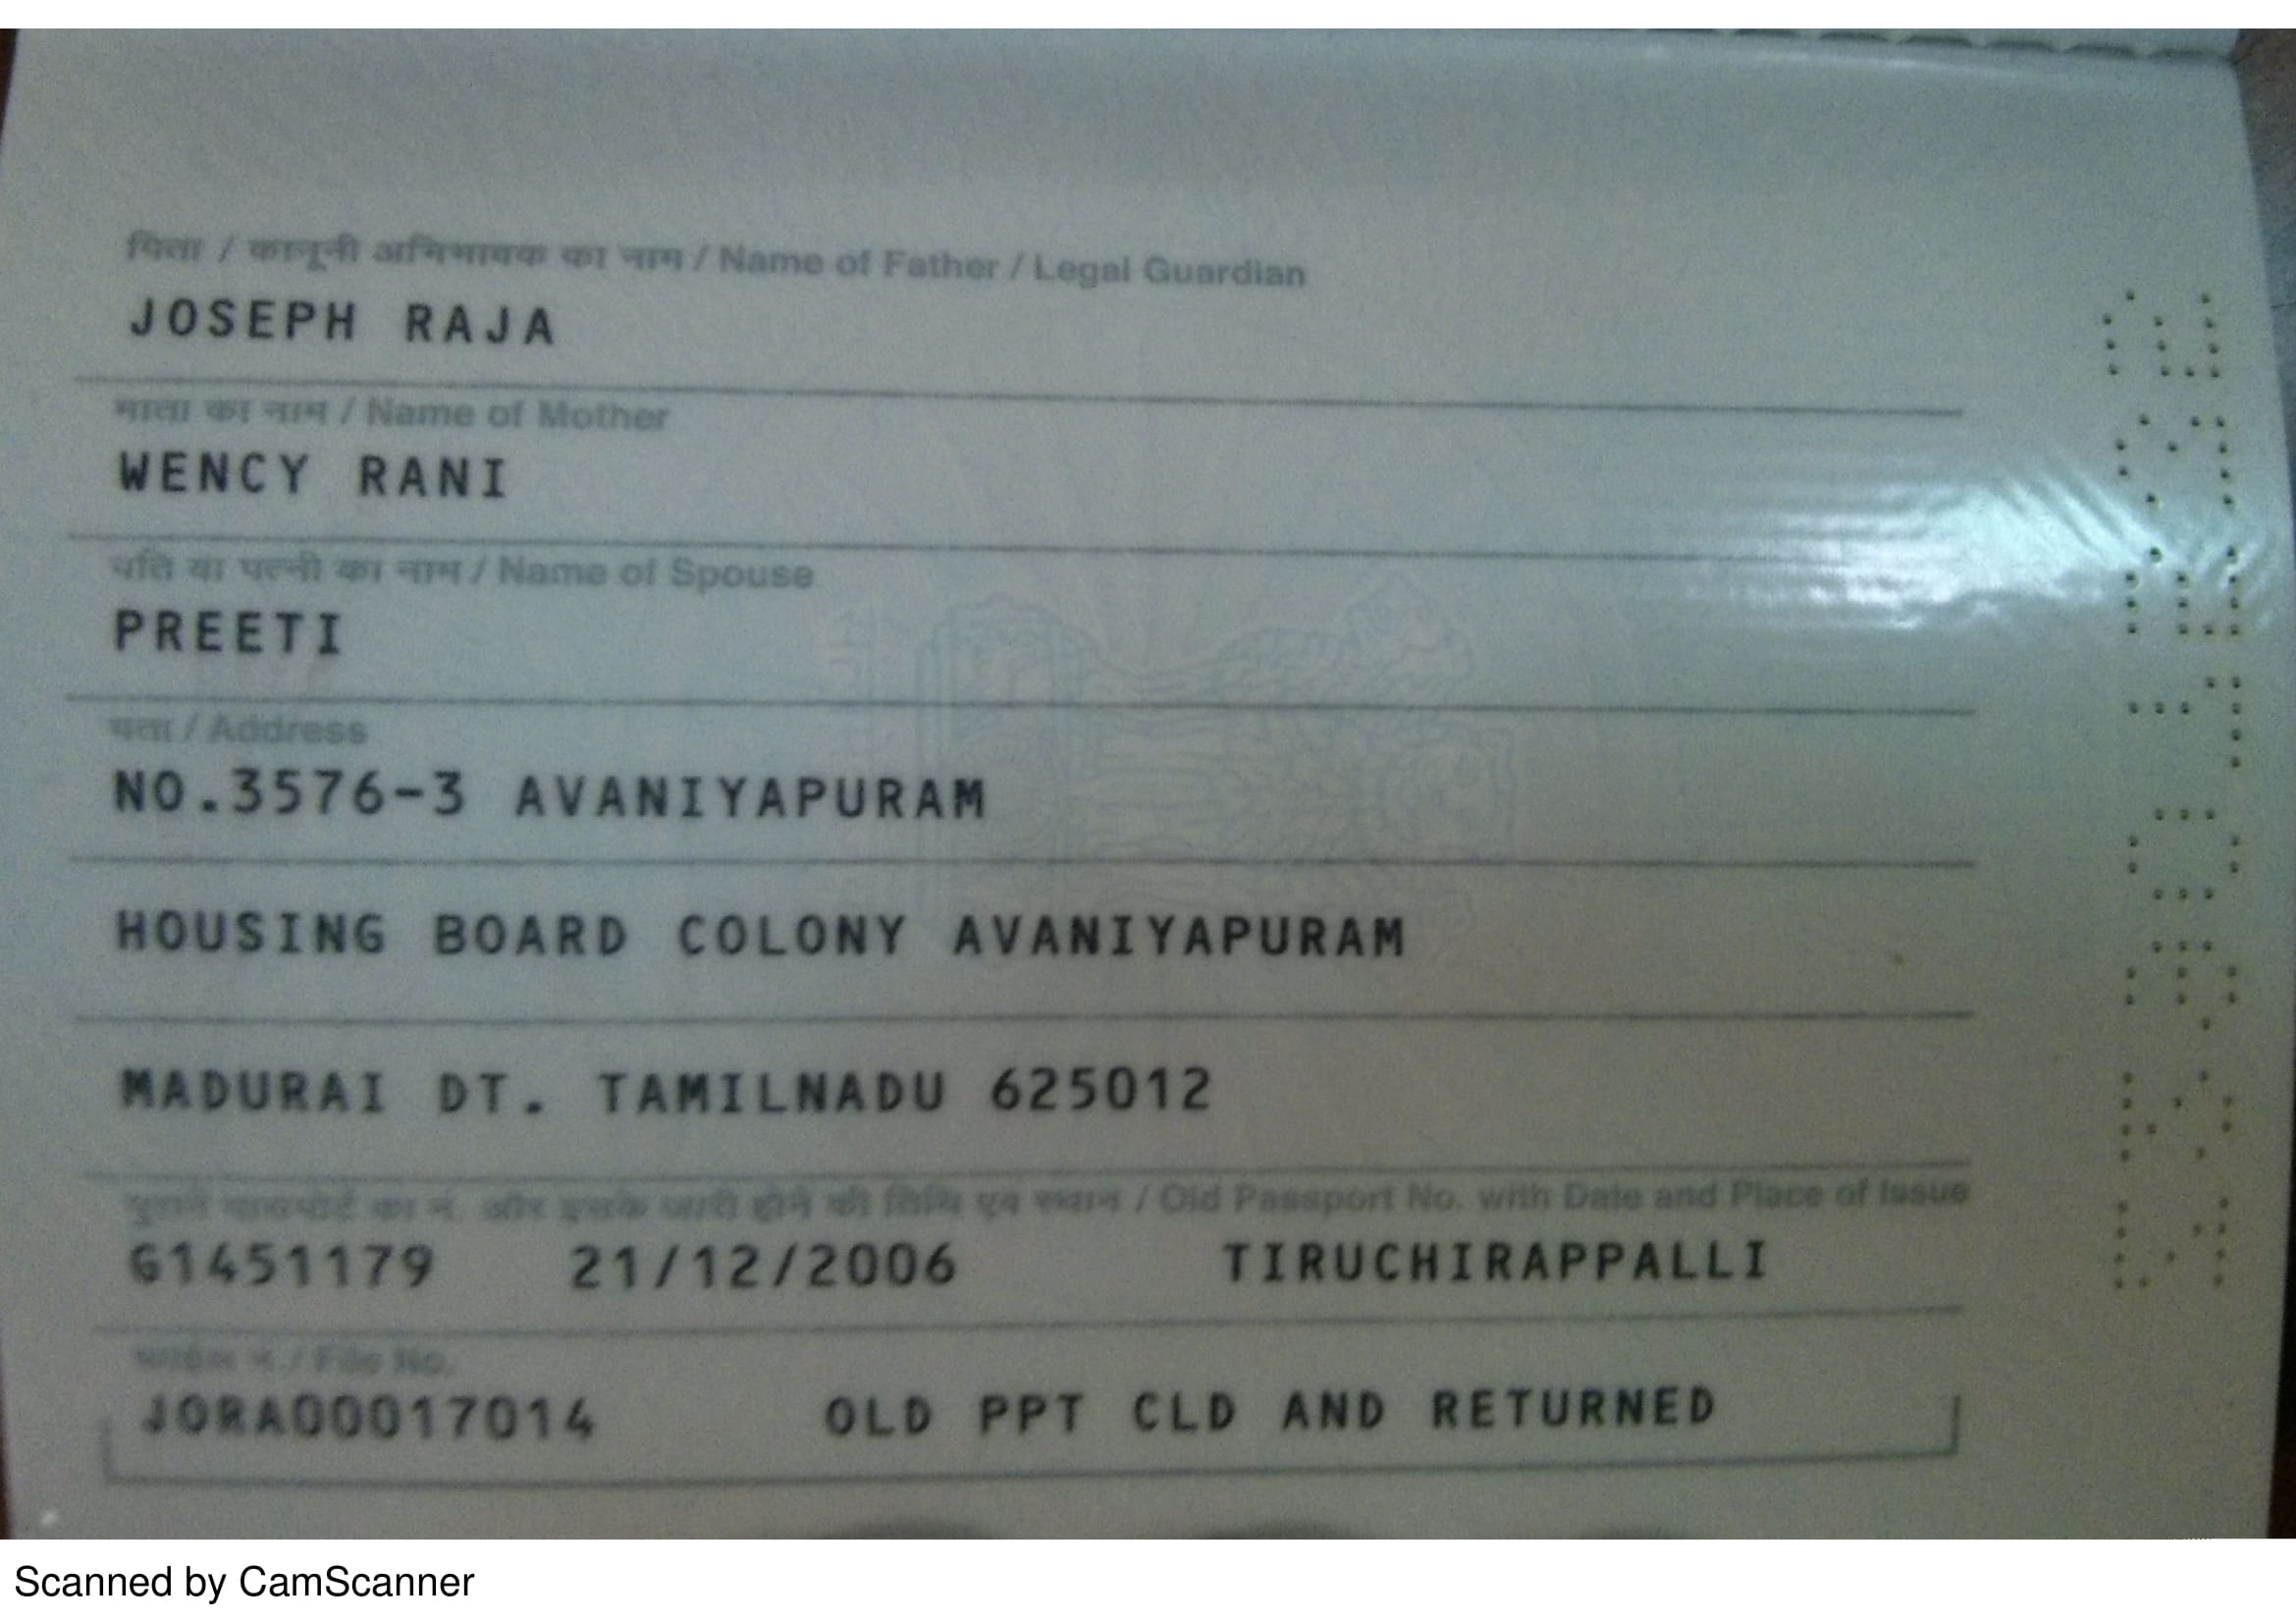 पिता / कानूनी अभिभावक का नाम / Name of Father / Legal Guardian
JOSEPH RAJA
माता का नाम / Name of Mother
WENCY RANI
पति या पत्नी का नाम / Name of Spouse
PREETI
पता / Address
NO.3576-3 AVANIYAPURAM
HOUSING BOARD COLONY AVANIYAPURAM
MADURAI DT. TAMILNADU 625012
पुराने पासपोर्ट का नं. और इसके जारी होने की तिथि एवं स्थान / Old Passport No. with Date and Place of Issue
G1451179 21/12/2006 TIRUCHIRAPPALLI
फाईल नं. / File No.
JORA00017014 OLD PPT CLD AND RETURNED
Scanned by CamScanner